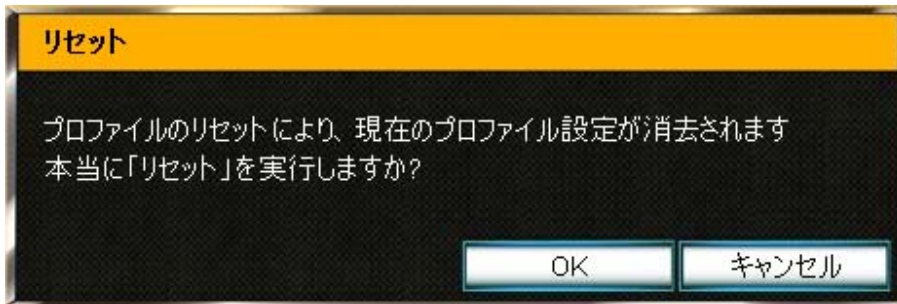 リセット
プロファイルのリセットにより、現在のプロファイル設定が消去されます
本当に「リセット」を実行しますか?
OK
キャンセル